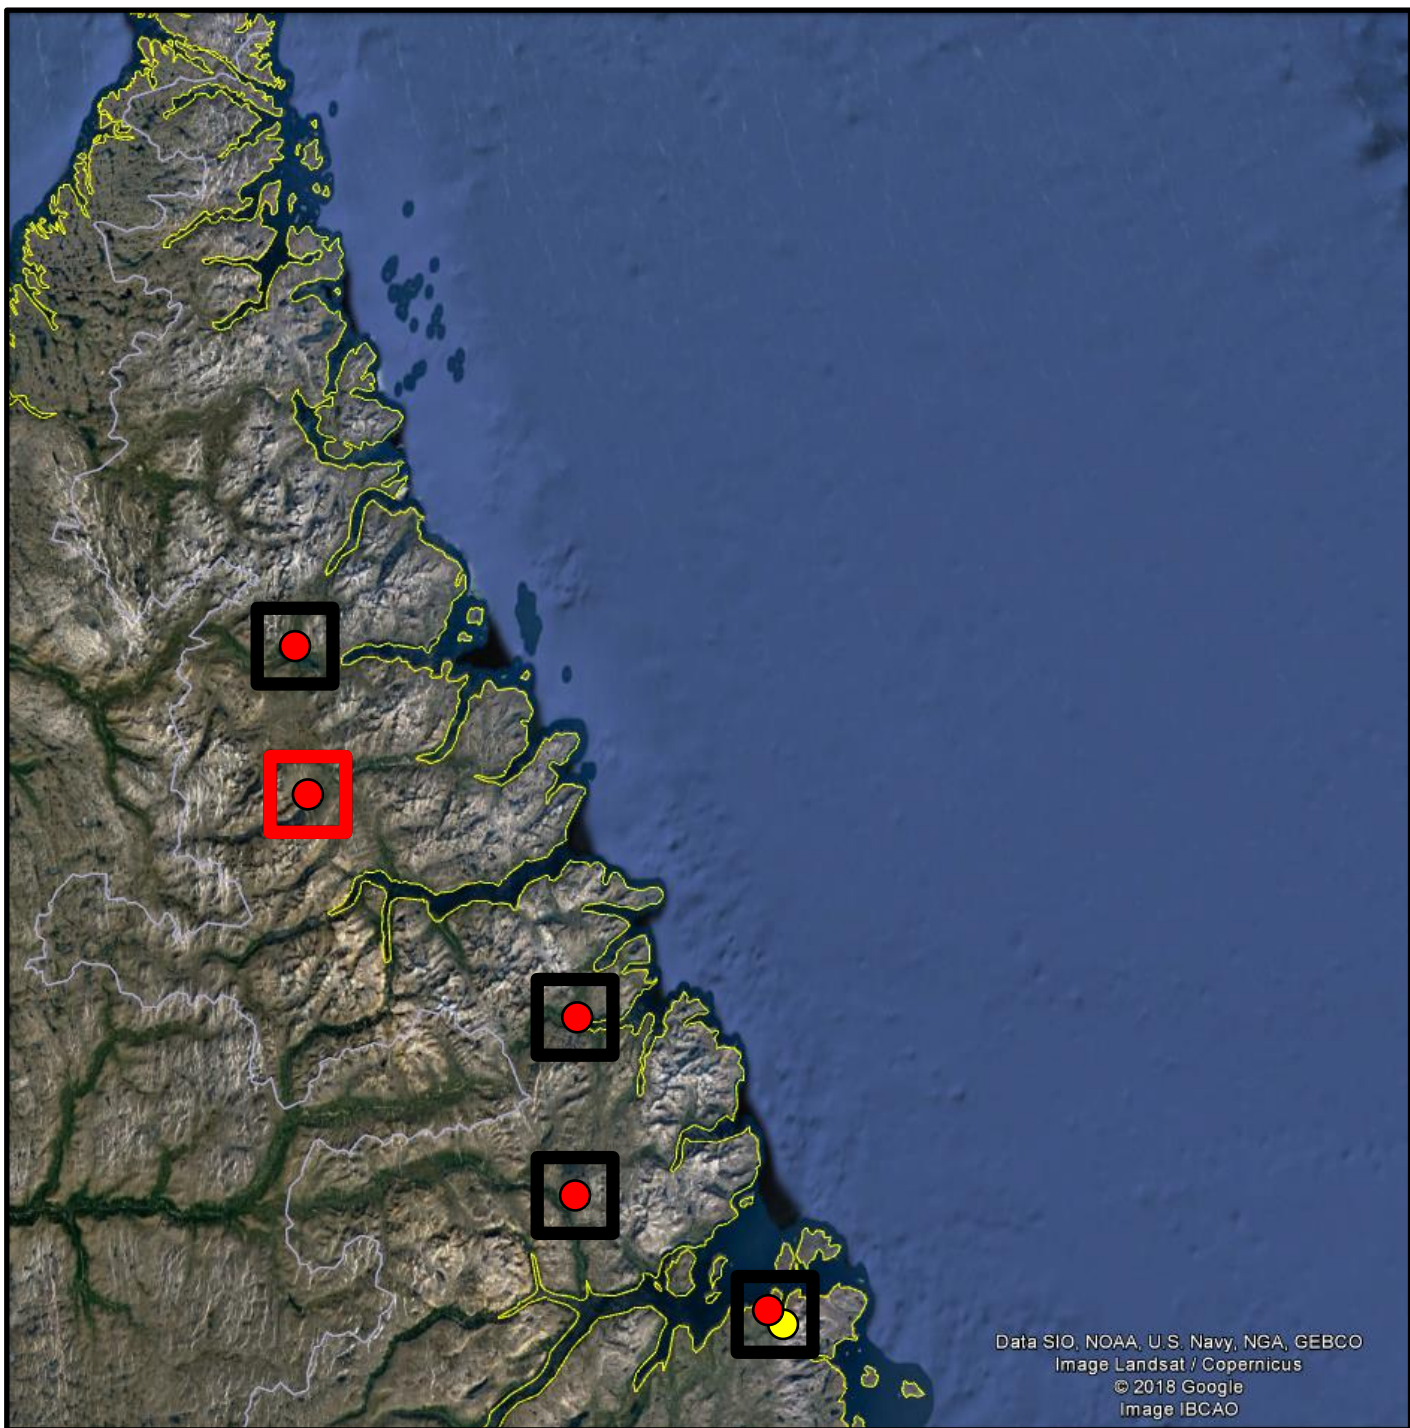 Data SIO, NOAA, U.S. Navy, NGA, GEBCO
Image Landsat / Copernicus
© 2018 Google
Image IBCAO